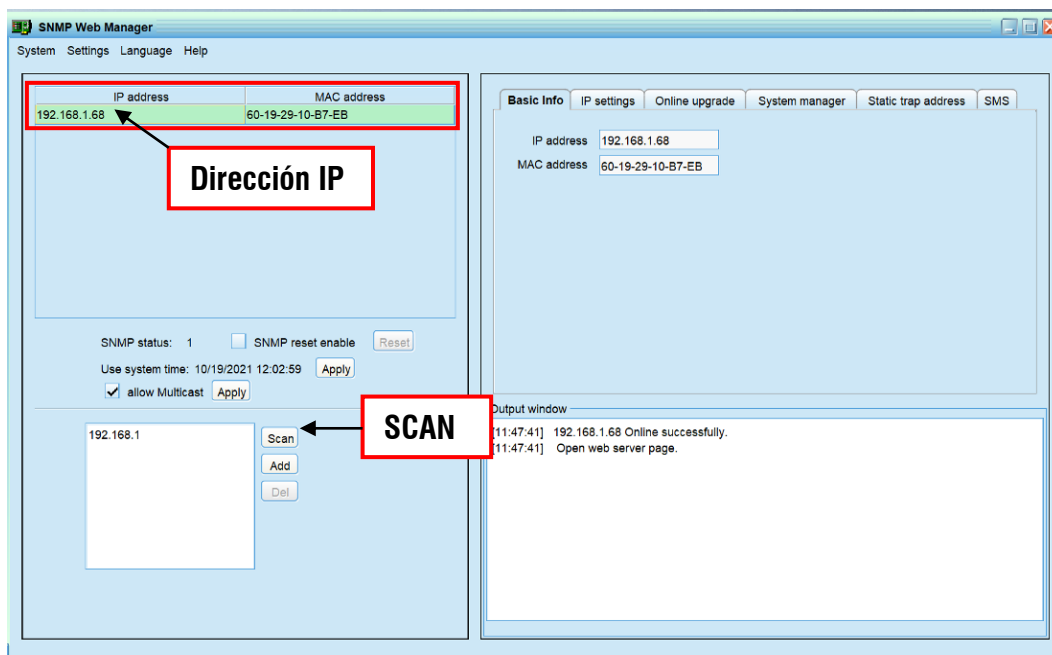 SNMP Web Manager
System Settings Language Help
IP address MAC address
192.168.1.68 60-19-29-10-B7-EB
Dirección IP
SNMP status: 1 SNMP reset enable Reset
Use system time: 10/19/2021 12:02:59 Apply
allow Multicast Apply
192.168.1
Scan
SCAN
Add
Del
Basic Info IP settings Online upgrade System manager Static trap address SMS
IP address 192.168.1.68
MAC address 60-19-29-10-B7-EB
Output window
[11:47:41] 192.168.1.68 Online successfully.
[11:47:41] Open web server page.